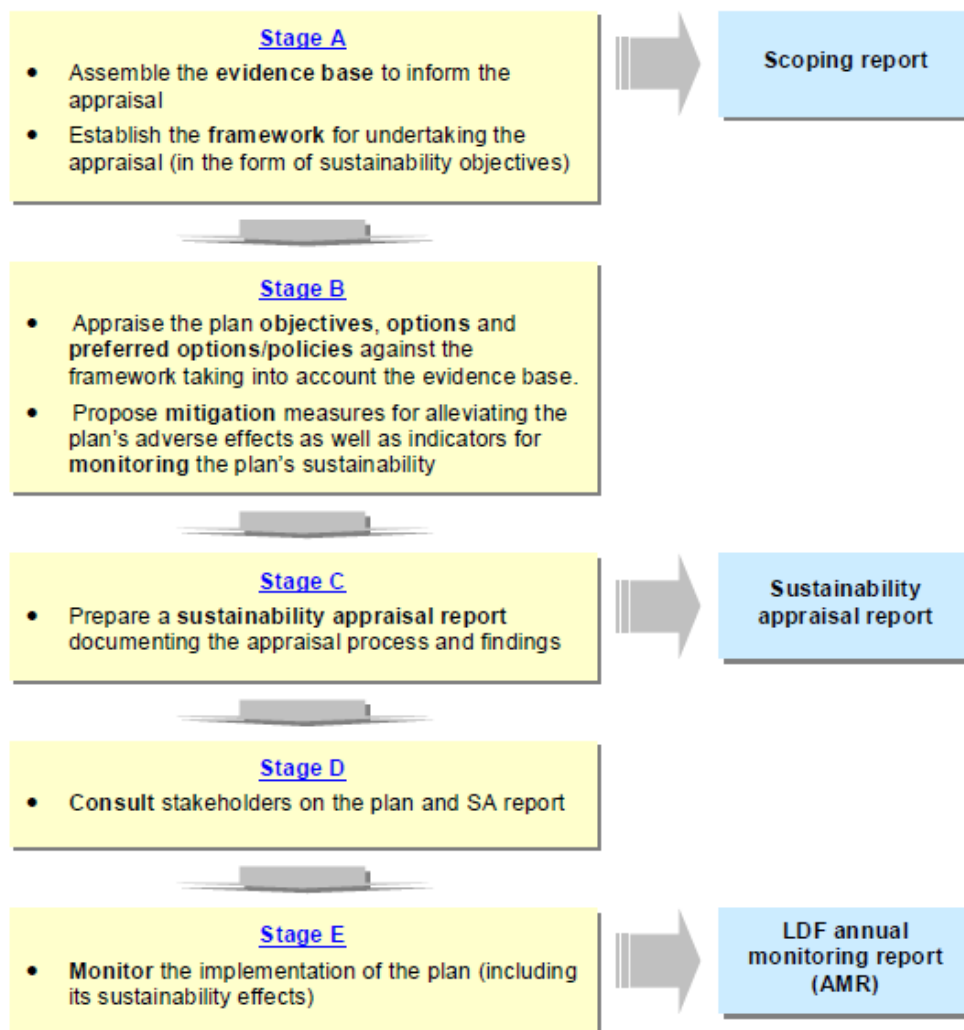 Stage A
• Assemble the evidence base to inform the
appraisal
• Establish the framework for undertaking the
appraisal (in the form of sustainability objectives)
Scoping report
Stage B
• Appraise the plan objectives, options and
preferred options/policies against the
framework taking into account the evidence base.
• Propose mitigation measures for alleviating the
plan's adverse effects as well as indicators for
monitoring the plan's sustainability
Stage C
• Prepare a sustainability appraisal report
documenting the appraisal process and findings
Sustainability
appraisal report
Stage D
• Consult stakeholders on the plan and SA report
Stage E
• Monitor the implementation of the plan (including
its sustainability effects)
LDF annual
monitoring report
(AMR)